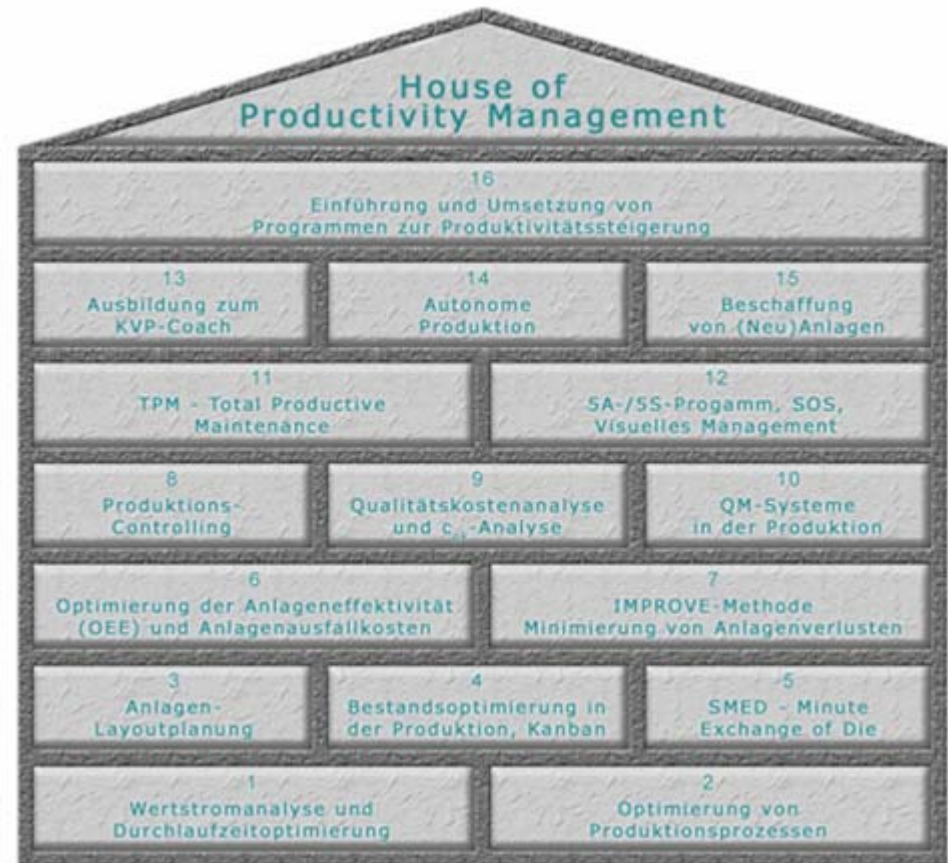 House of
Productivity Management
16
Einführung und Umsetzung von
Programmen zur Produktivitätssteigerung
13
Ausbildung zum
KVP-Coach
14
Autonome
Produktion
15
Beschaffung
von (Neu)Anlagen
11
TPM - Total Productive
Maintenance
12
5A-/5S-Progamm, SOS,
Visuelles Management
8
Produktions-
Controlling
9
Qualitätskostenanalyse
und -Analyse
10
QM-Systeme
in der Produktion
6
Optimierung der Anlageneffektivität
(OEE) und Anlagenausfallkosten
7
IMPROVE-Methode
Minimierung von Anlagenverlusten
3
Anlagen-
Layoutplanung
4
Bestandsoptimierung in
der Produktion, Kanban
5
SMED - Minute
Exchange of Die
1
Wertstromanalyse und
Durchlaufzeitoptimierung
2
Optimierung von
Produktionsprozessen